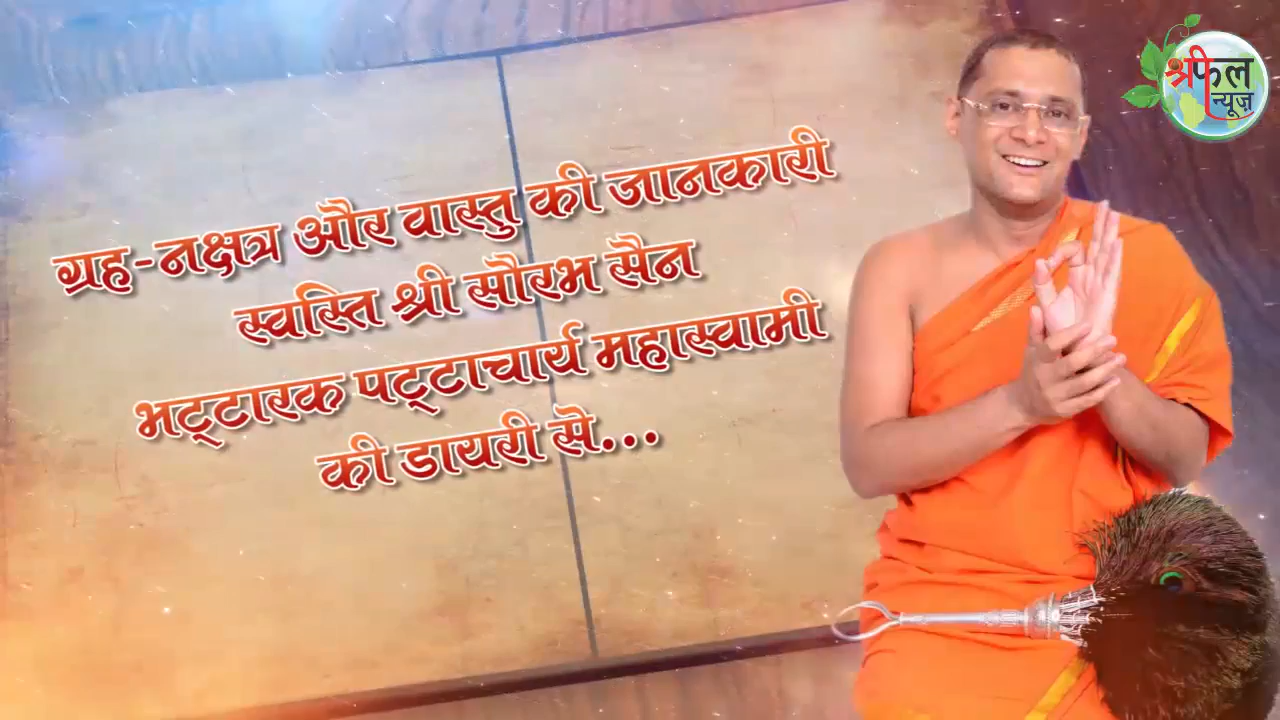 ग्रह-नक्षत्र और वास्तु की जानकारी
स्वस्ति श्री सौरभ सैन
भट्टारक पट्टाचार्य महास्वामी
की डायरी से...
श्रीफल
न्यूज़